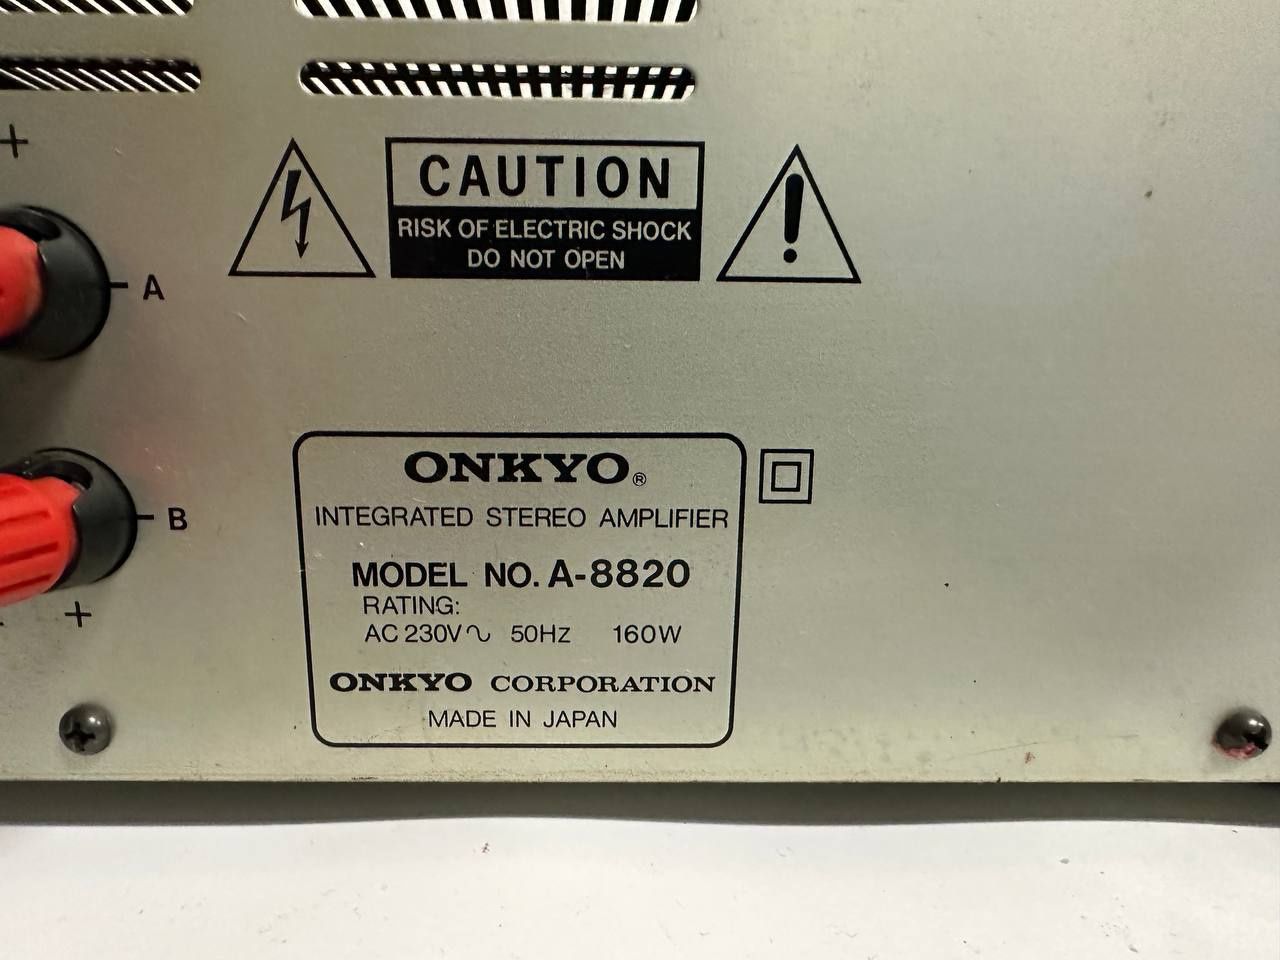 +
A
CAUTION
RISK OF ELECTRIC SHOCK
DO NOT OPEN
B
+
ONKYO®
INTEGRATED STEREO AMPLIFIER
MODEL NO. A-8820
RATING:
AC 230V∿ 50Hz 160W
ONKYO CORPORATION
MADE IN JAPAN